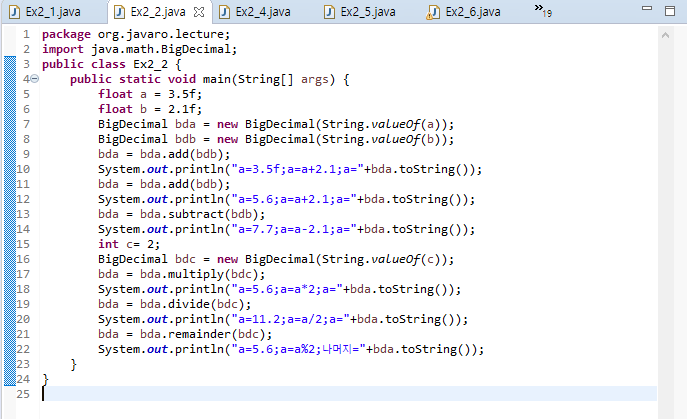 Ex2_1.java Ex2_2.java Ex2_4.java Ex2_5.java Ex2_6.java »19
1 package org.javaro.lecture;
2 import java.math.BigDecimal;
3 public class Ex2_2 {
4 public static void main(String[] args) {
5 float a = 3.5f;
6 float b = 2.1f;
7 BigDecimal bda = new BigDecimal(String.valueOf(a));
8 BigDecimal bdb = new BigDecimal(String.valueOf(b));
9 bda = bda.add(bdb);
10 System.out.println("a=3.5f;a=a+2.1;a="+bda.toString());
11 bda = bda.add(bdb);
12 System.out.println("a=5.6;a=a+2.1;a="+bda.toString());
13 bda = bda.subtract(bdb);
14 System.out.println("a=7.7;a=a-2.1;a="+bda.toString());
15 int c= 2;
16 BigDecimal bdc = new BigDecimal(String.valueOf(c));
17 bda = bda.multiply(bdc);
18 System.out.println("a=5.6;a=a*2;a="+bda.toString());
19 bda = bda.divide(bdc);
20 System.out.println("a=11.2;a=a/2;a="+bda.toString());
21 bda = bda.remainder(bdc);
22 System.out.println("a=5.6;a=a%2;나머지="+bda.toString());
23 }
24 }
25